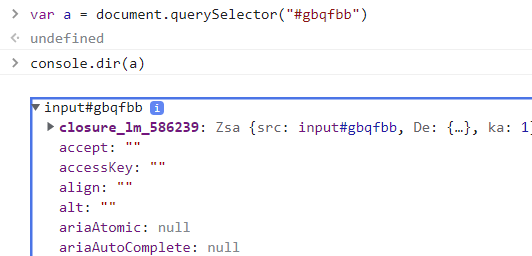 > var a = document.querySelector("#gbqfbb")
<· undefined
> console.dir(a)
▼ input#gbqfbb i
▶ closure_lm_586239: Zsa {src: input#gbqfbb, De: {…}, ka: 1
accept: ""
accessKey: ""
align: ""
alt: ""
ariaAtomic: null
ariaAutoComplete: null